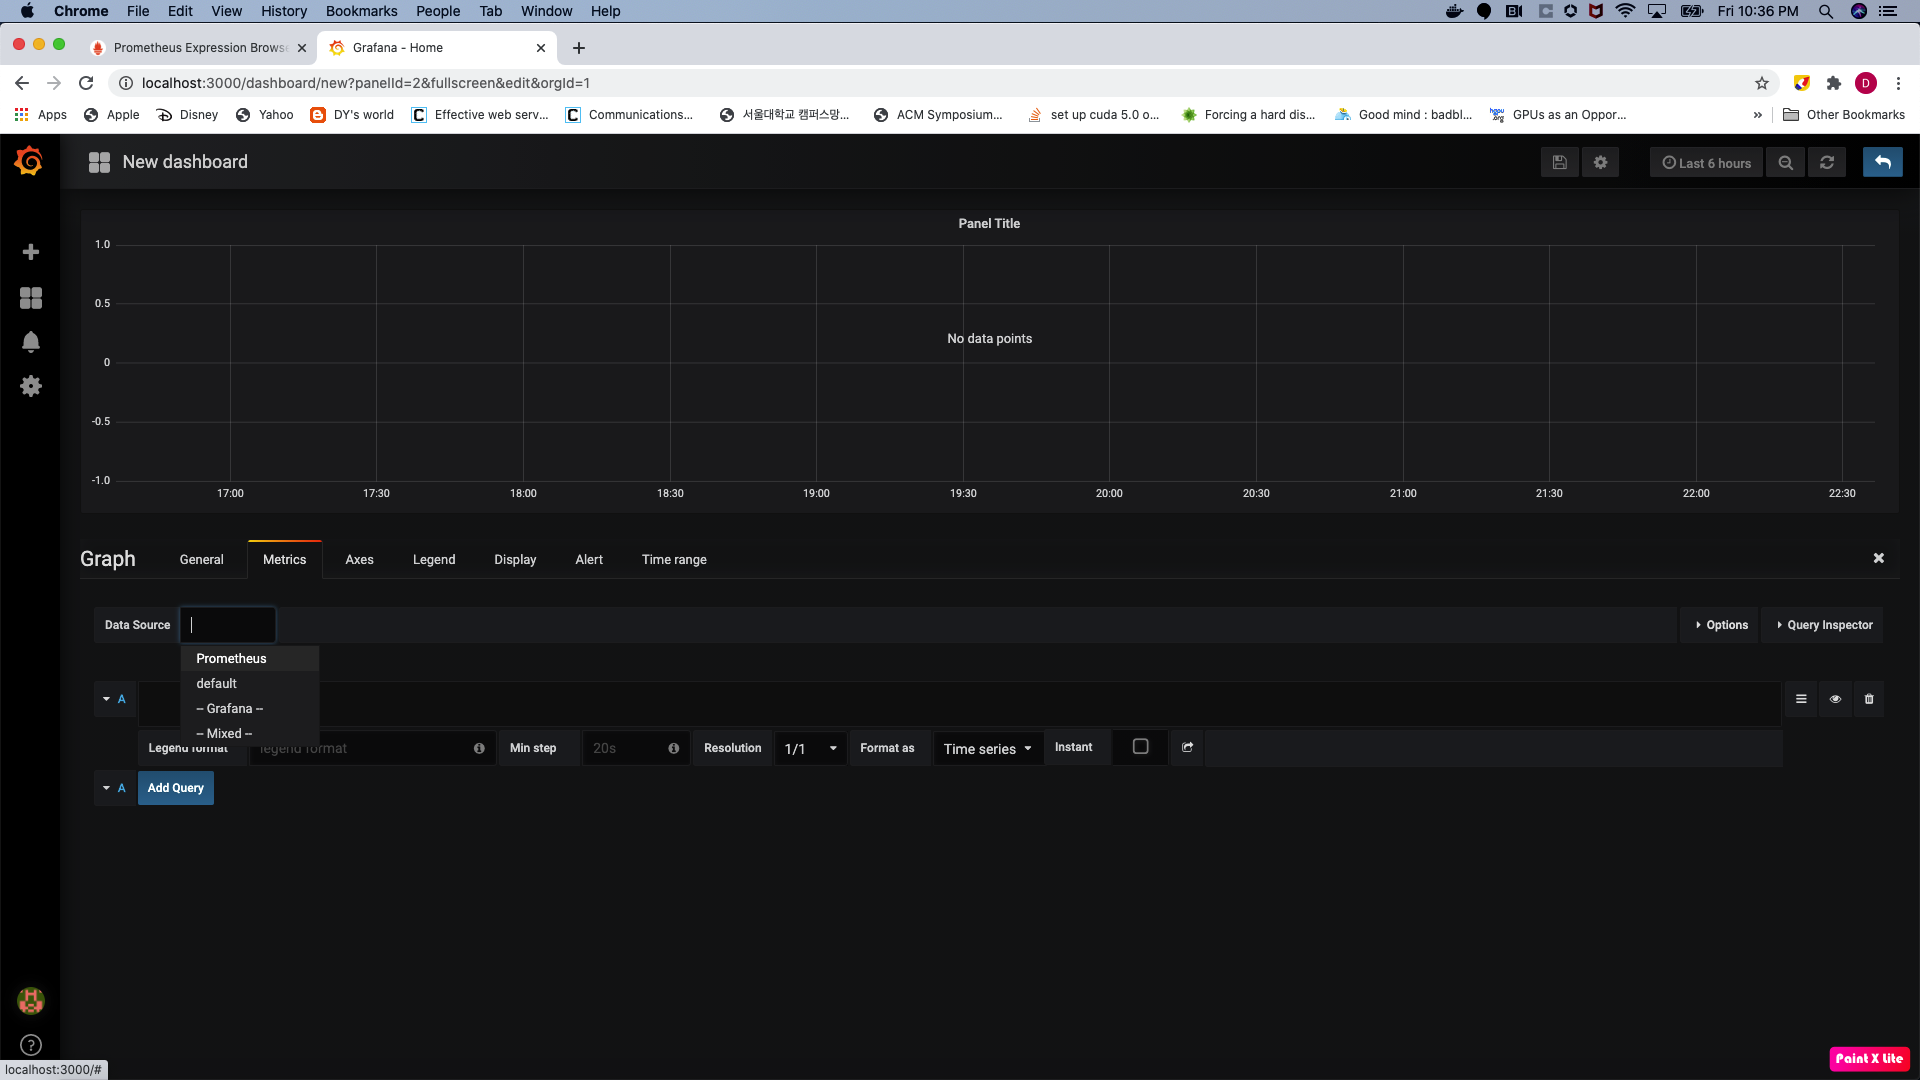 Chrome File Edit View History Bookmarks People Tab Window Help Fri 10:36 PM
Prometheus Expression Browse Grafana - Home
localhost:3000/dashboard/new?panelId=2&fullscreen&edit&orgId=1 D
Apps Apple Disney Yahoo DY's world Effective web serv... Communications... 서울대학교 캠퍼스망... ACM Symposium... set up cuda 5.0 o... Forcing a hard dis... Good mind : badbl... GPUs as an Oppor... » Other Bookmarks
New dashboard Last 6 hours
Panel Title
1.0
0.5
No data points
0
-0.5
-1.0
17:00 17:30 18:00 18:30 19:00 19:30 20:00 20:30 21:00 21:30 22:00 22:30
Graph General Metrics Axes Legend Display Alert Time range
Data Source Options Query Inspector
Prometheus
default
-- Grafana --
-- Mixed --
A
Legend format legend format Min step 20s Resolution 1/1 Format as Time series Instant
A Add Query
localhost:3000/#
Paint X Lite